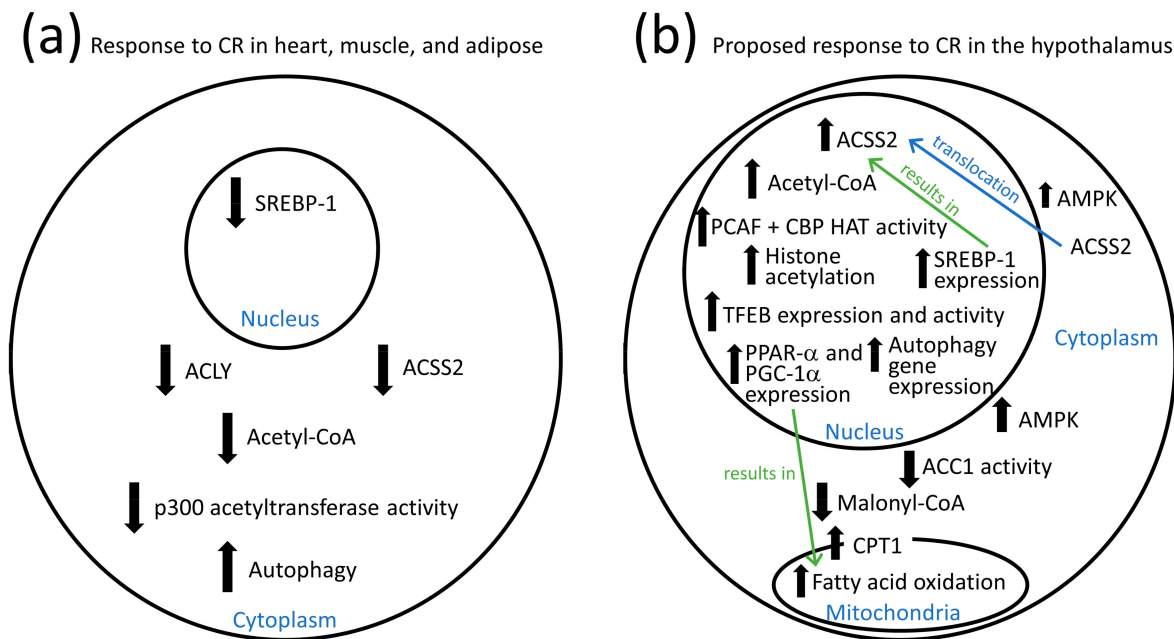 (a) Response to CR in heart, muscle, and adipose
SREBP-1
Nucleus
ACLY
ACSS2
Acetyl-CoA
p300 acetyltransferase activity
Autophagy
Cytoplasm
(b) Proposed response to CR in the hypothalamus
ACSS2
translocation
results in
Acetyl-CoA
AMPK
PCAF + CBP HAT activity
ACSS2
Histone
acetylation
SREBP-1
expression
TFEB expression and activity
Cytoplasm
PPAR-α and
PGC-1α
expression
Autophagy
gene
expression
AMPK
Nucleus
results in
ACC1 activity
Malonyl-CoA
CPT1
Fatty acid oxidation
Mitochondria